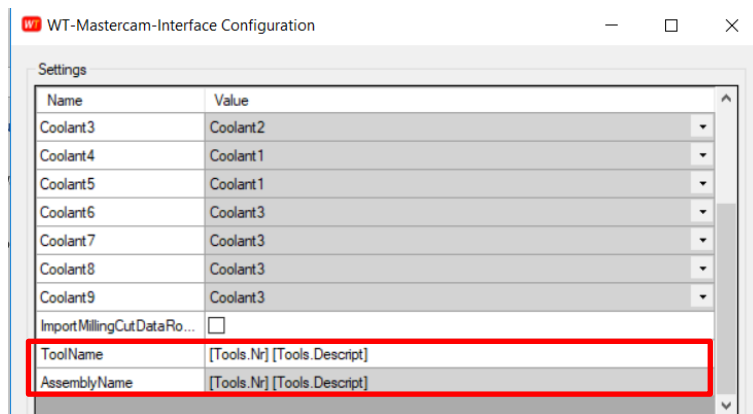 WT WT-Mastercam-Interface Configuration
Settings
Name Value
Coolant3 Coolant2
Coolant4 Coolant1
Coolant5 Coolant1
Coolant6 Coolant3
Coolant7 Coolant3
Coolant8 Coolant3
Coolant9 Coolant3
ImportMillingCutDataRo...
ToolName [Tools.Nr] [Tools.Descript]
AssemblyName [Tools.Nr] [Tools.Descript]